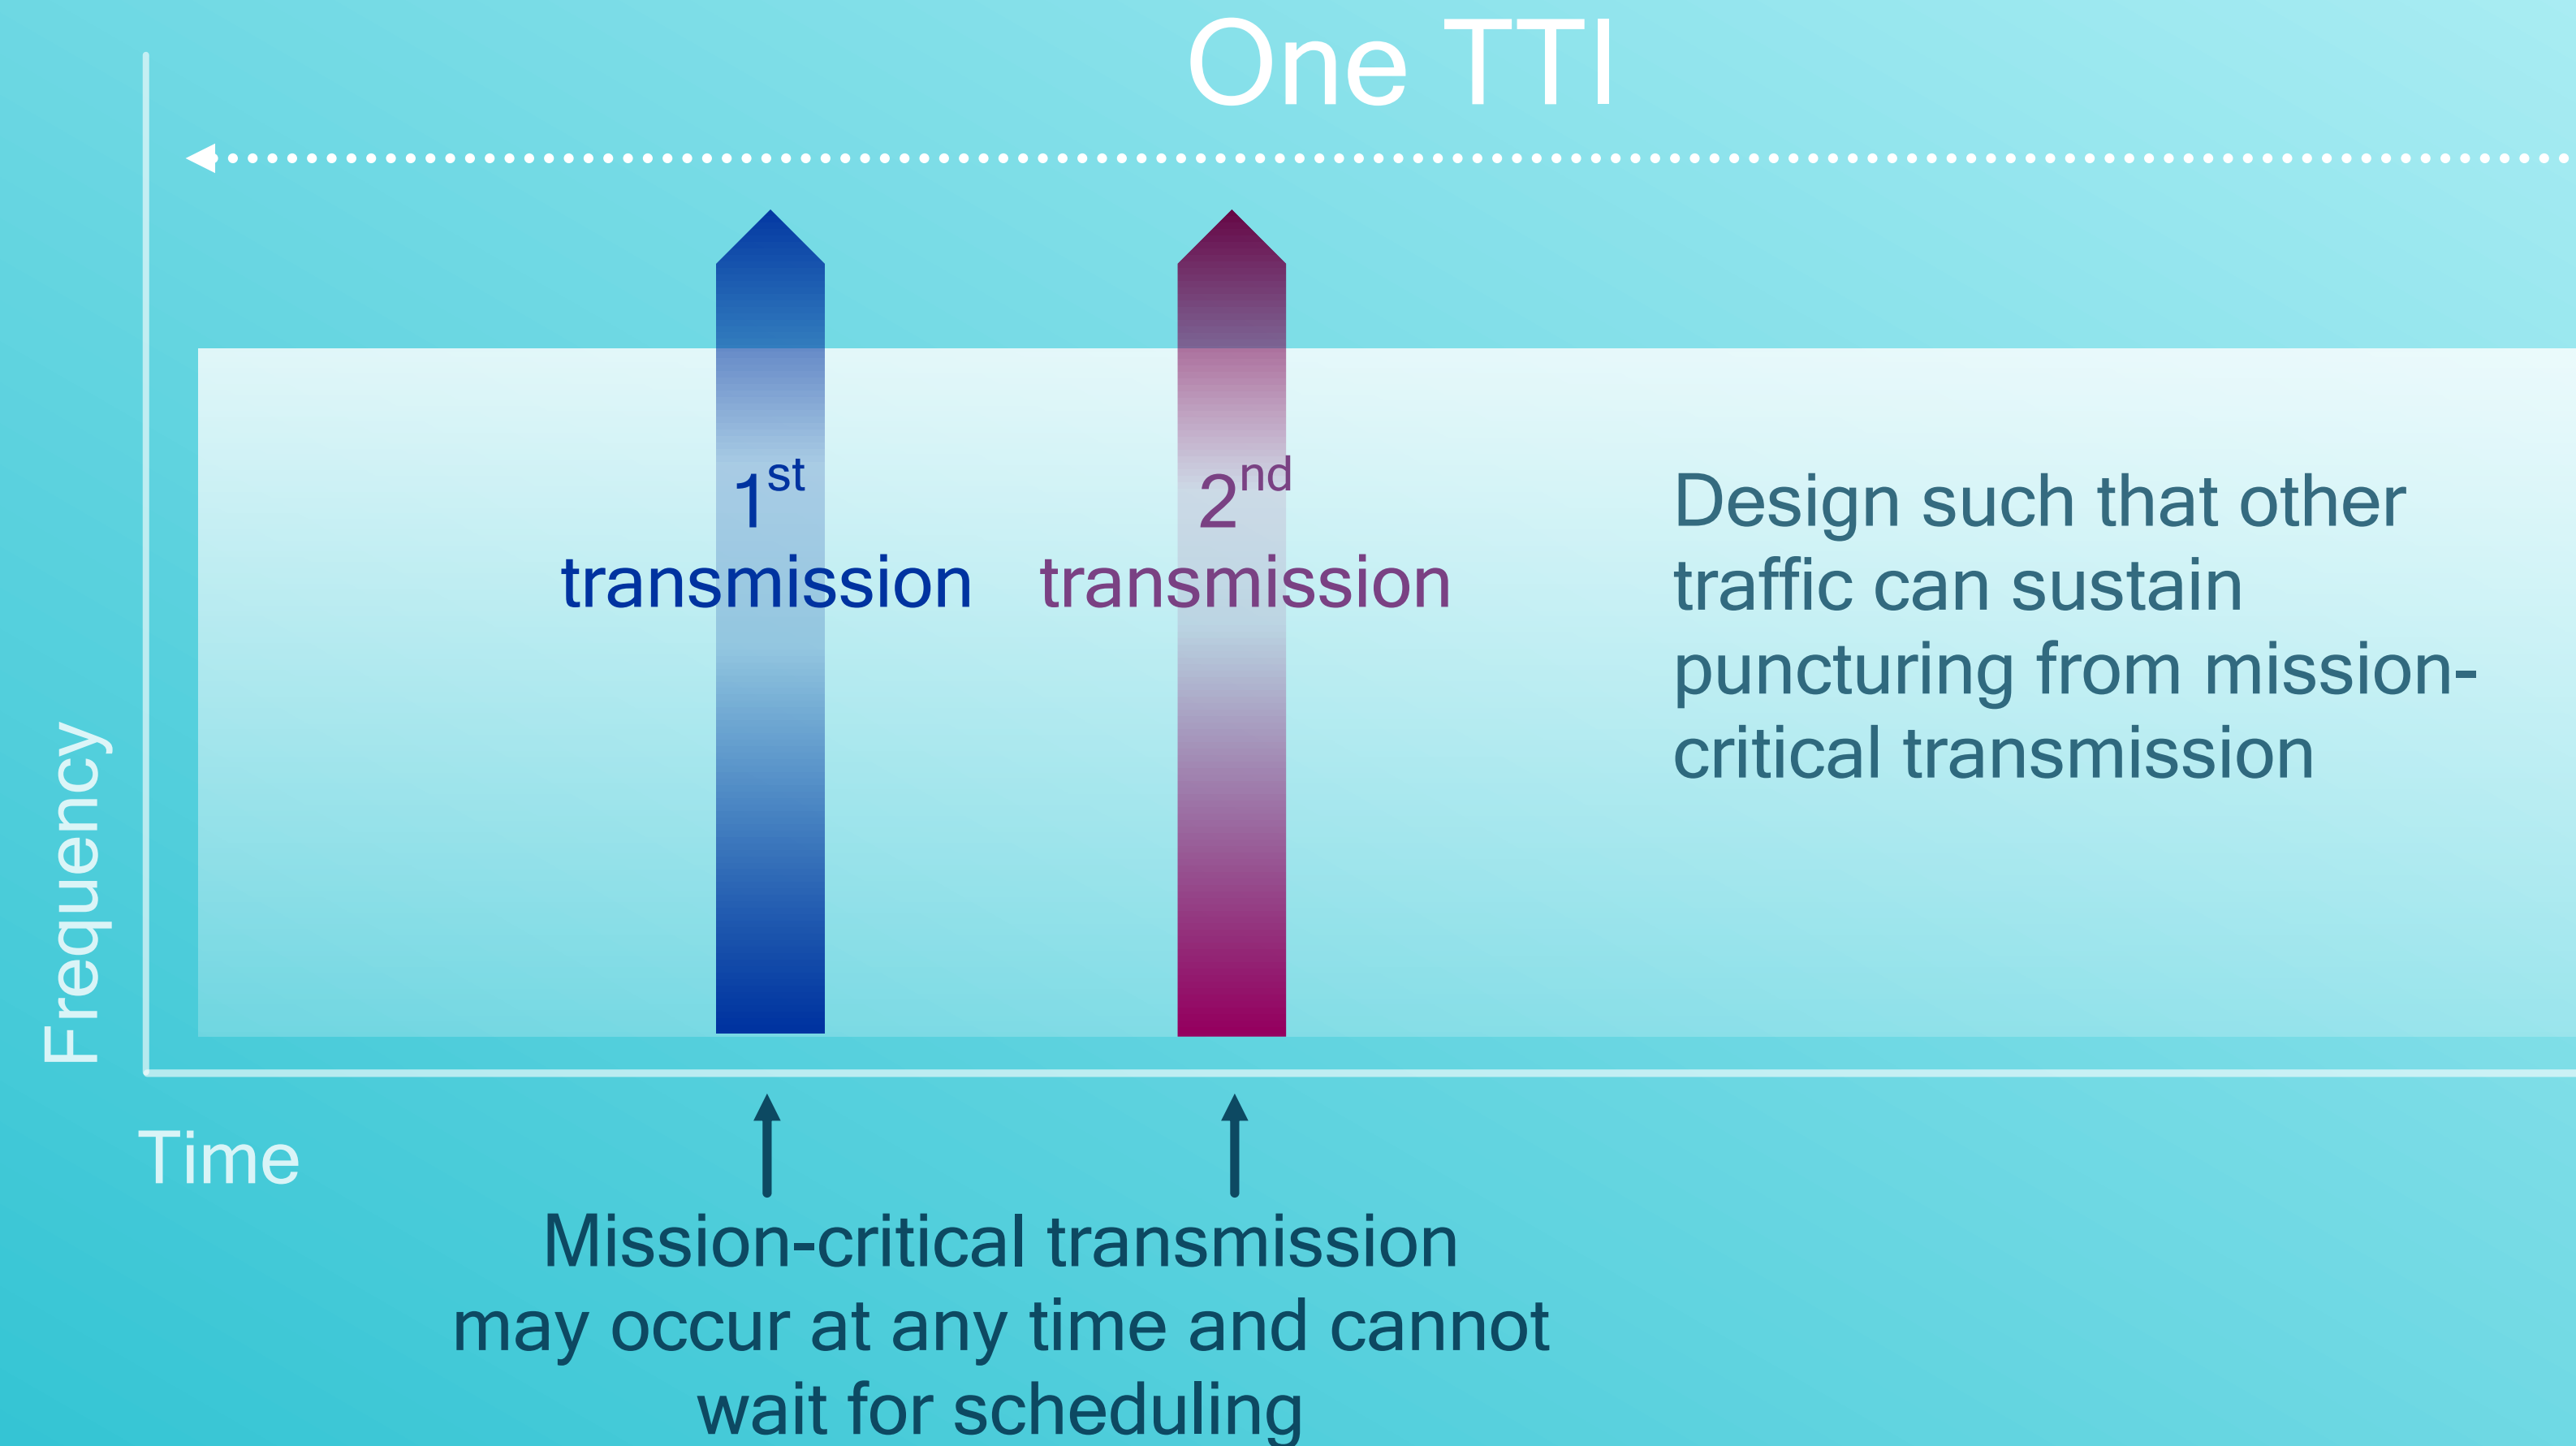 One TTI
1st
transmission
2nd
transmission
Design such that other
traffic can sustain
puncturing from mission-
critical transmission
Frequency
Time
Mission-critical transmission
may occur at any time and cannot
wait for scheduling